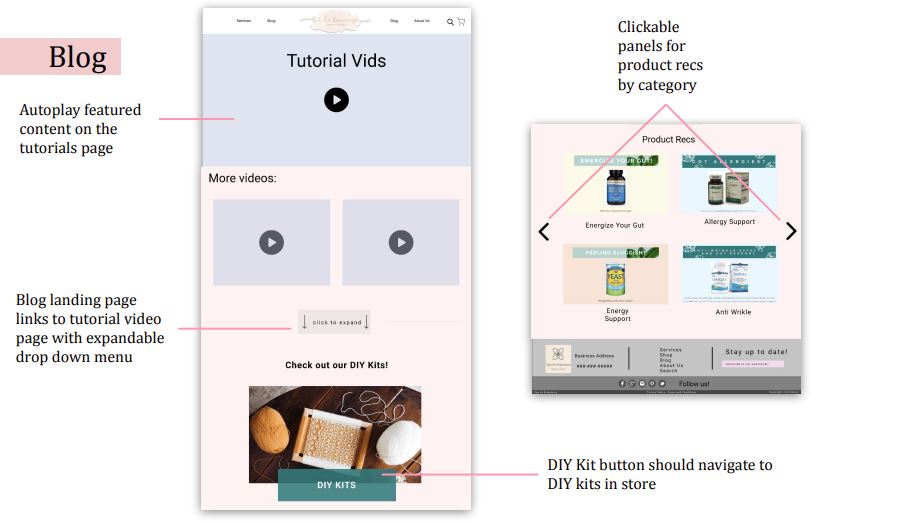 Blog
Autoplay featured
content on the
tutorials page
Blog landing page
links to tutorial video
page with expandable
drop down menu
Services
Shop
Blog
About Us
Tutorial Vids
More videos:
click to expand
Check out our DIY Kits!
DIY KITS
Clickable
panels for
product recs
by category
Product Recs
ENERGIZE YOUR GUT!
GOT ALLERGIES?
Energize Your Gut
Allergy Support
FEELING SLUGGISH?
YEAST
Energy
Support
Anti Wrikle
Business Address
###-###-#####
Services
Shop
Blog
About Us
Search
Stay up to date!
Follow us!
DIY Kit button should navigate to
DIY kits in store